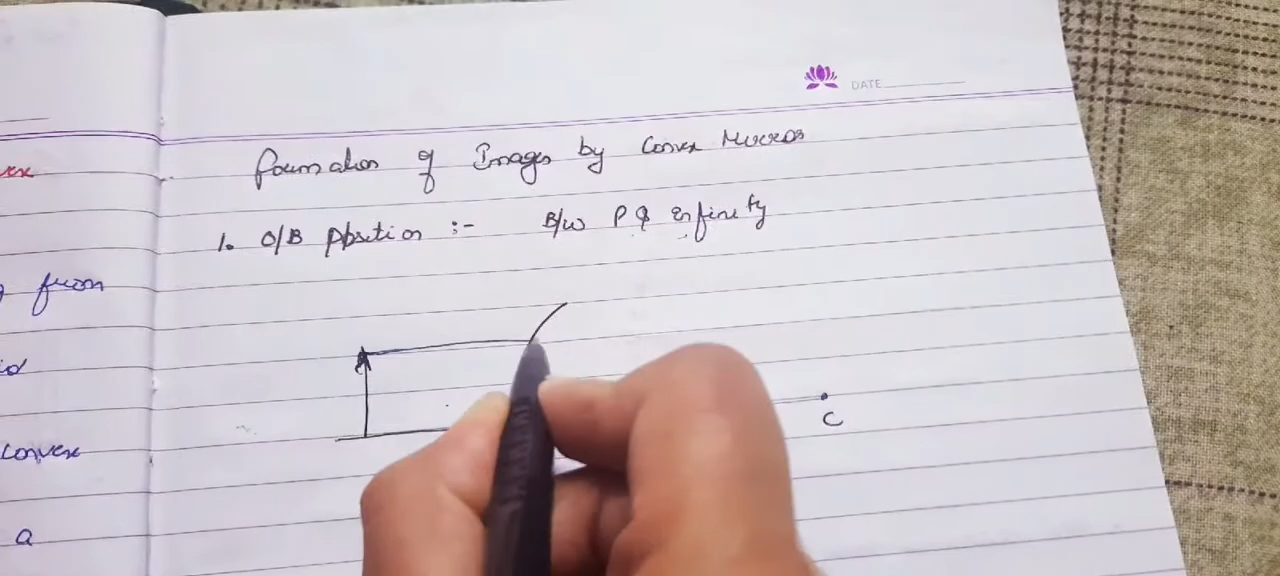 DATE
Formation of Images by Convex Mirrors
1. O/B Position :- B/w P & Infinity
from
convex
a
C